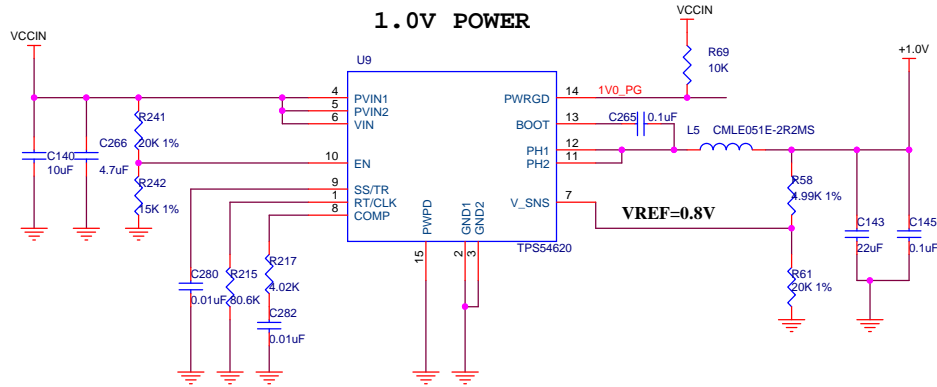 1.0V POWER
VCCIN
VCCIN
+1.0V
U9
R69
10K
4
PVIN1
5
PVIN2
6
VIN
10
EN
9
SS/TR
1
RT/CLK
8
COMP
PWRGD
14
1V0_PG
BOOT
13
C265
0.1uF
PH1
12
PH2
11
L5
CMLE051E-2R2MS
V_SNS
7
VREF=0.8V
PWPD
GND1
GND2
15
2
3
TPS54620
C140
10uF
C266
4.7uF
R241
20K 1%
R242
15K 1%
C280
0.01uF
R215
80.6K
R217
4.02K
C282
0.01uF
R58
4.99K 1%
R61
20K 1%
C143
22uF
C145
0.1uF